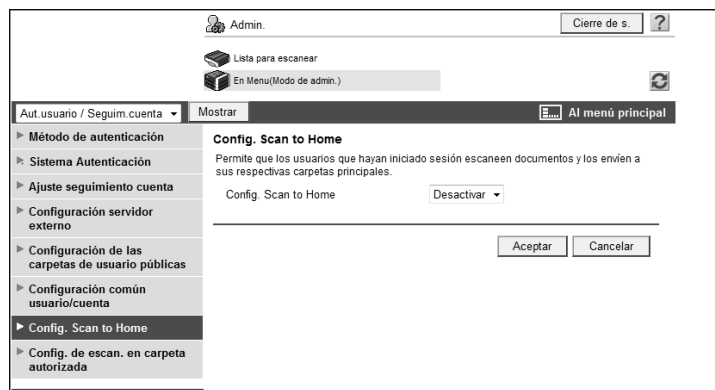 Admin.
Cierre de s.
?
Lista para escanear
En Menu(Modo de admin.)
Aut.usuario / Seguim.cuenta
Mostrar
Al menú principal
Método de autenticación
Sistema Autenticación
Ajuste seguimiento cuenta
Configuración servidor
externo
Configuración de las
carpetas de usuario públicas
Configuración común
usuario/cuenta
Config. Scan to Home
Config. de escan. en carpeta
autorizada
Config. Scan to Home
Permite que los usuarios que hayan iniciado sesión escaneen documentos y los envíen a
sus respectivas carpetas principales.
Config. Scan to Home
Desactivar
Aceptar
Cancelar